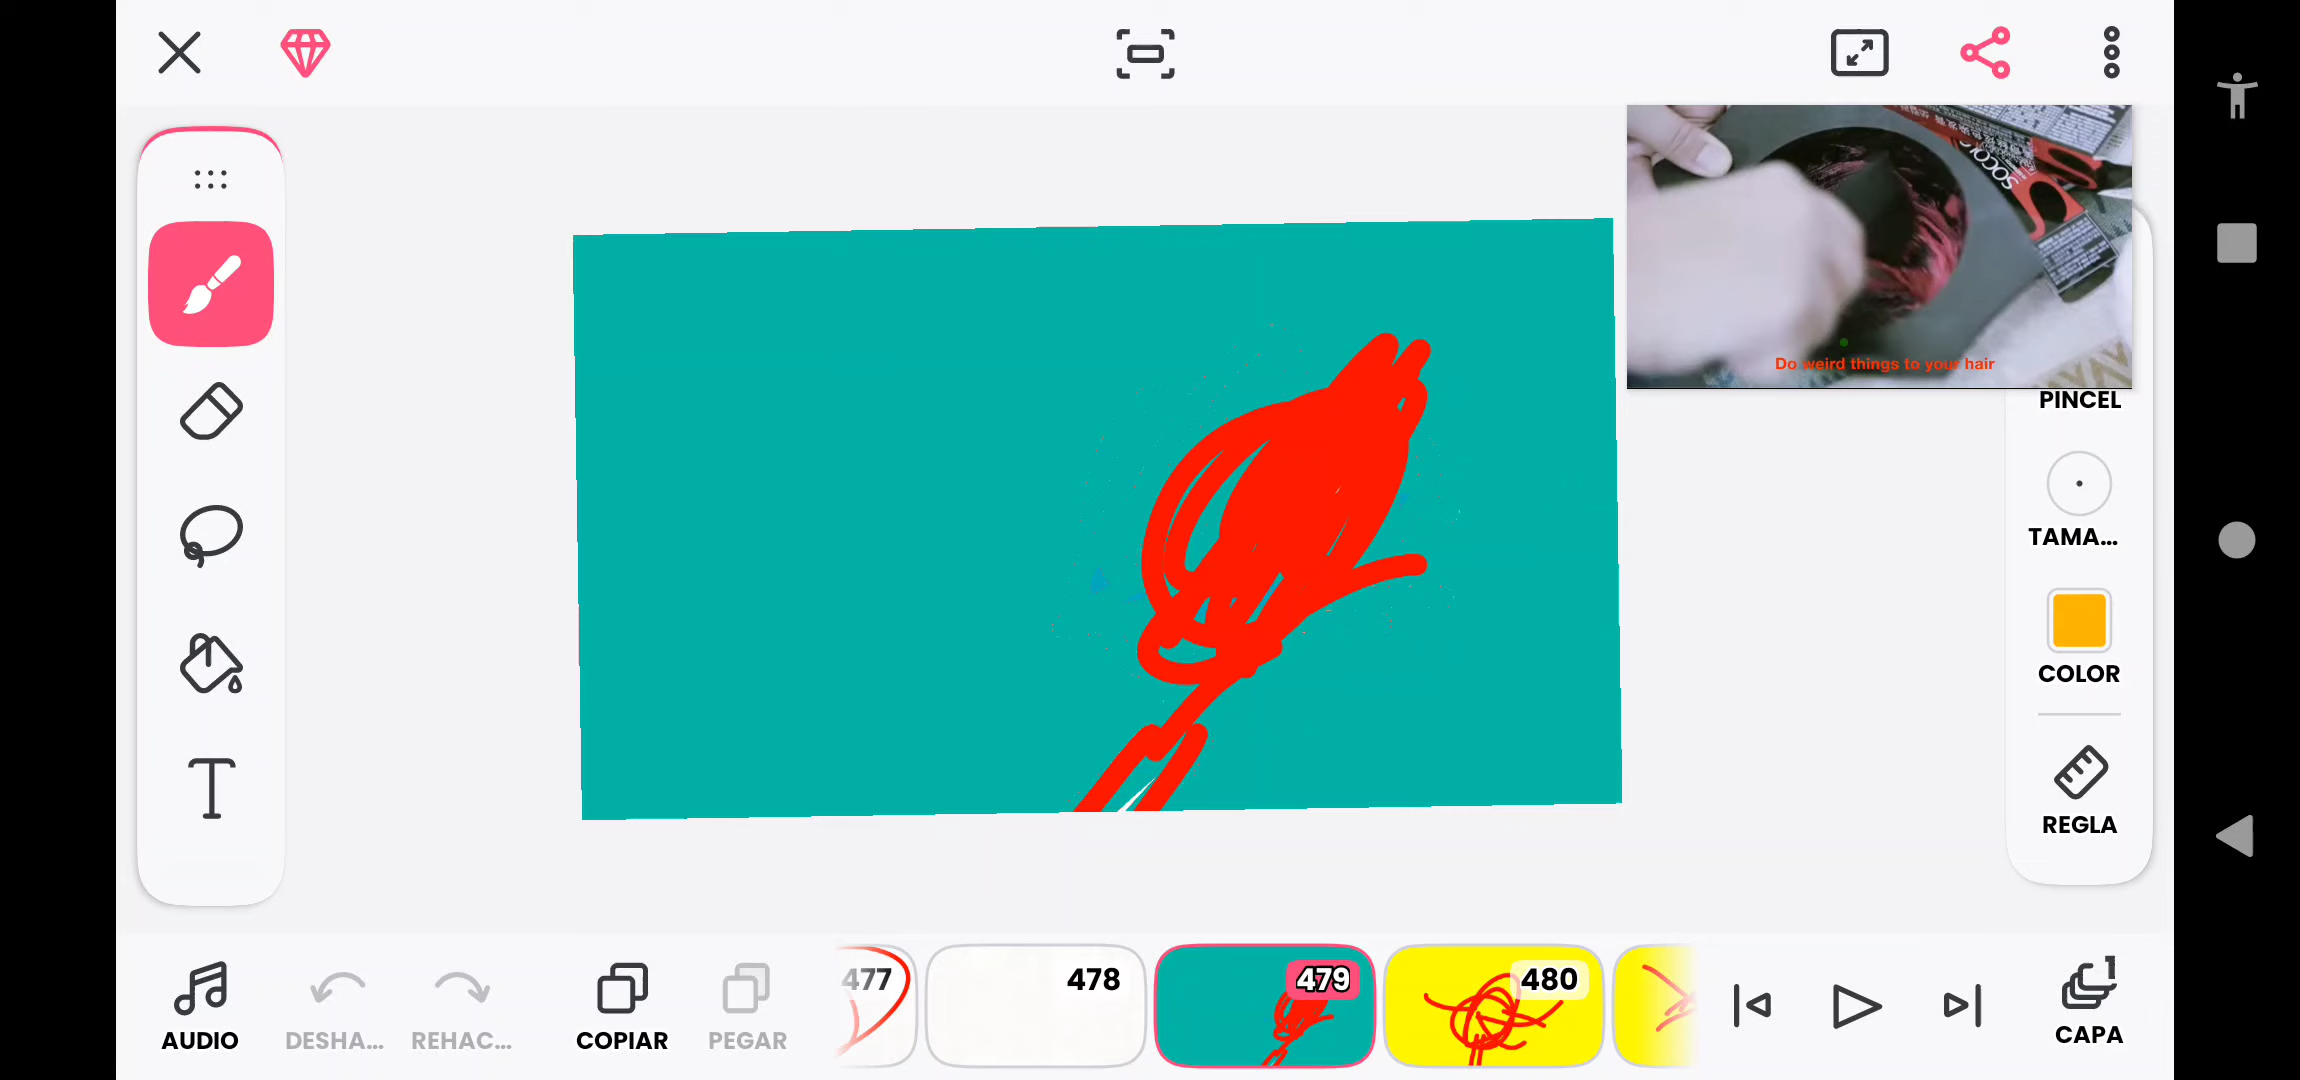 SOCO
Do weird things to your hair
PINCEL
TAMA...
COLOR
REGLA
477
478
479
480
1
AUDIO
DESHA...
REHAC...
COPIAR
PEGAR
CAPA